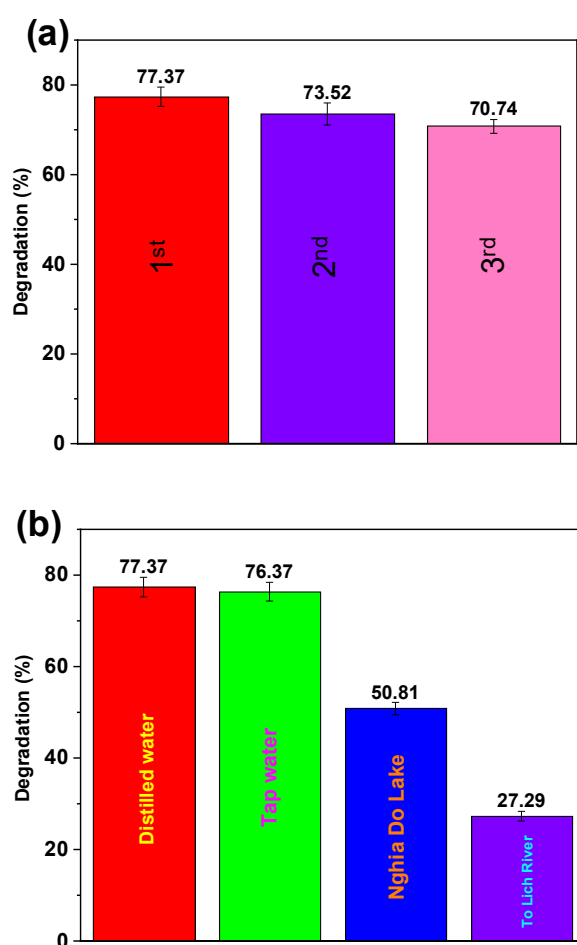 (a)
Degradation (%)
80
60
40
20
0
77.37
73.52
70.74
1st
2nd
3rd
(b)
Degradation (%)
80
60
40
20
0
77.37
76.37
50.81
27.29
Distilled water
Tap water
Nghia Do Lake
To Lich River